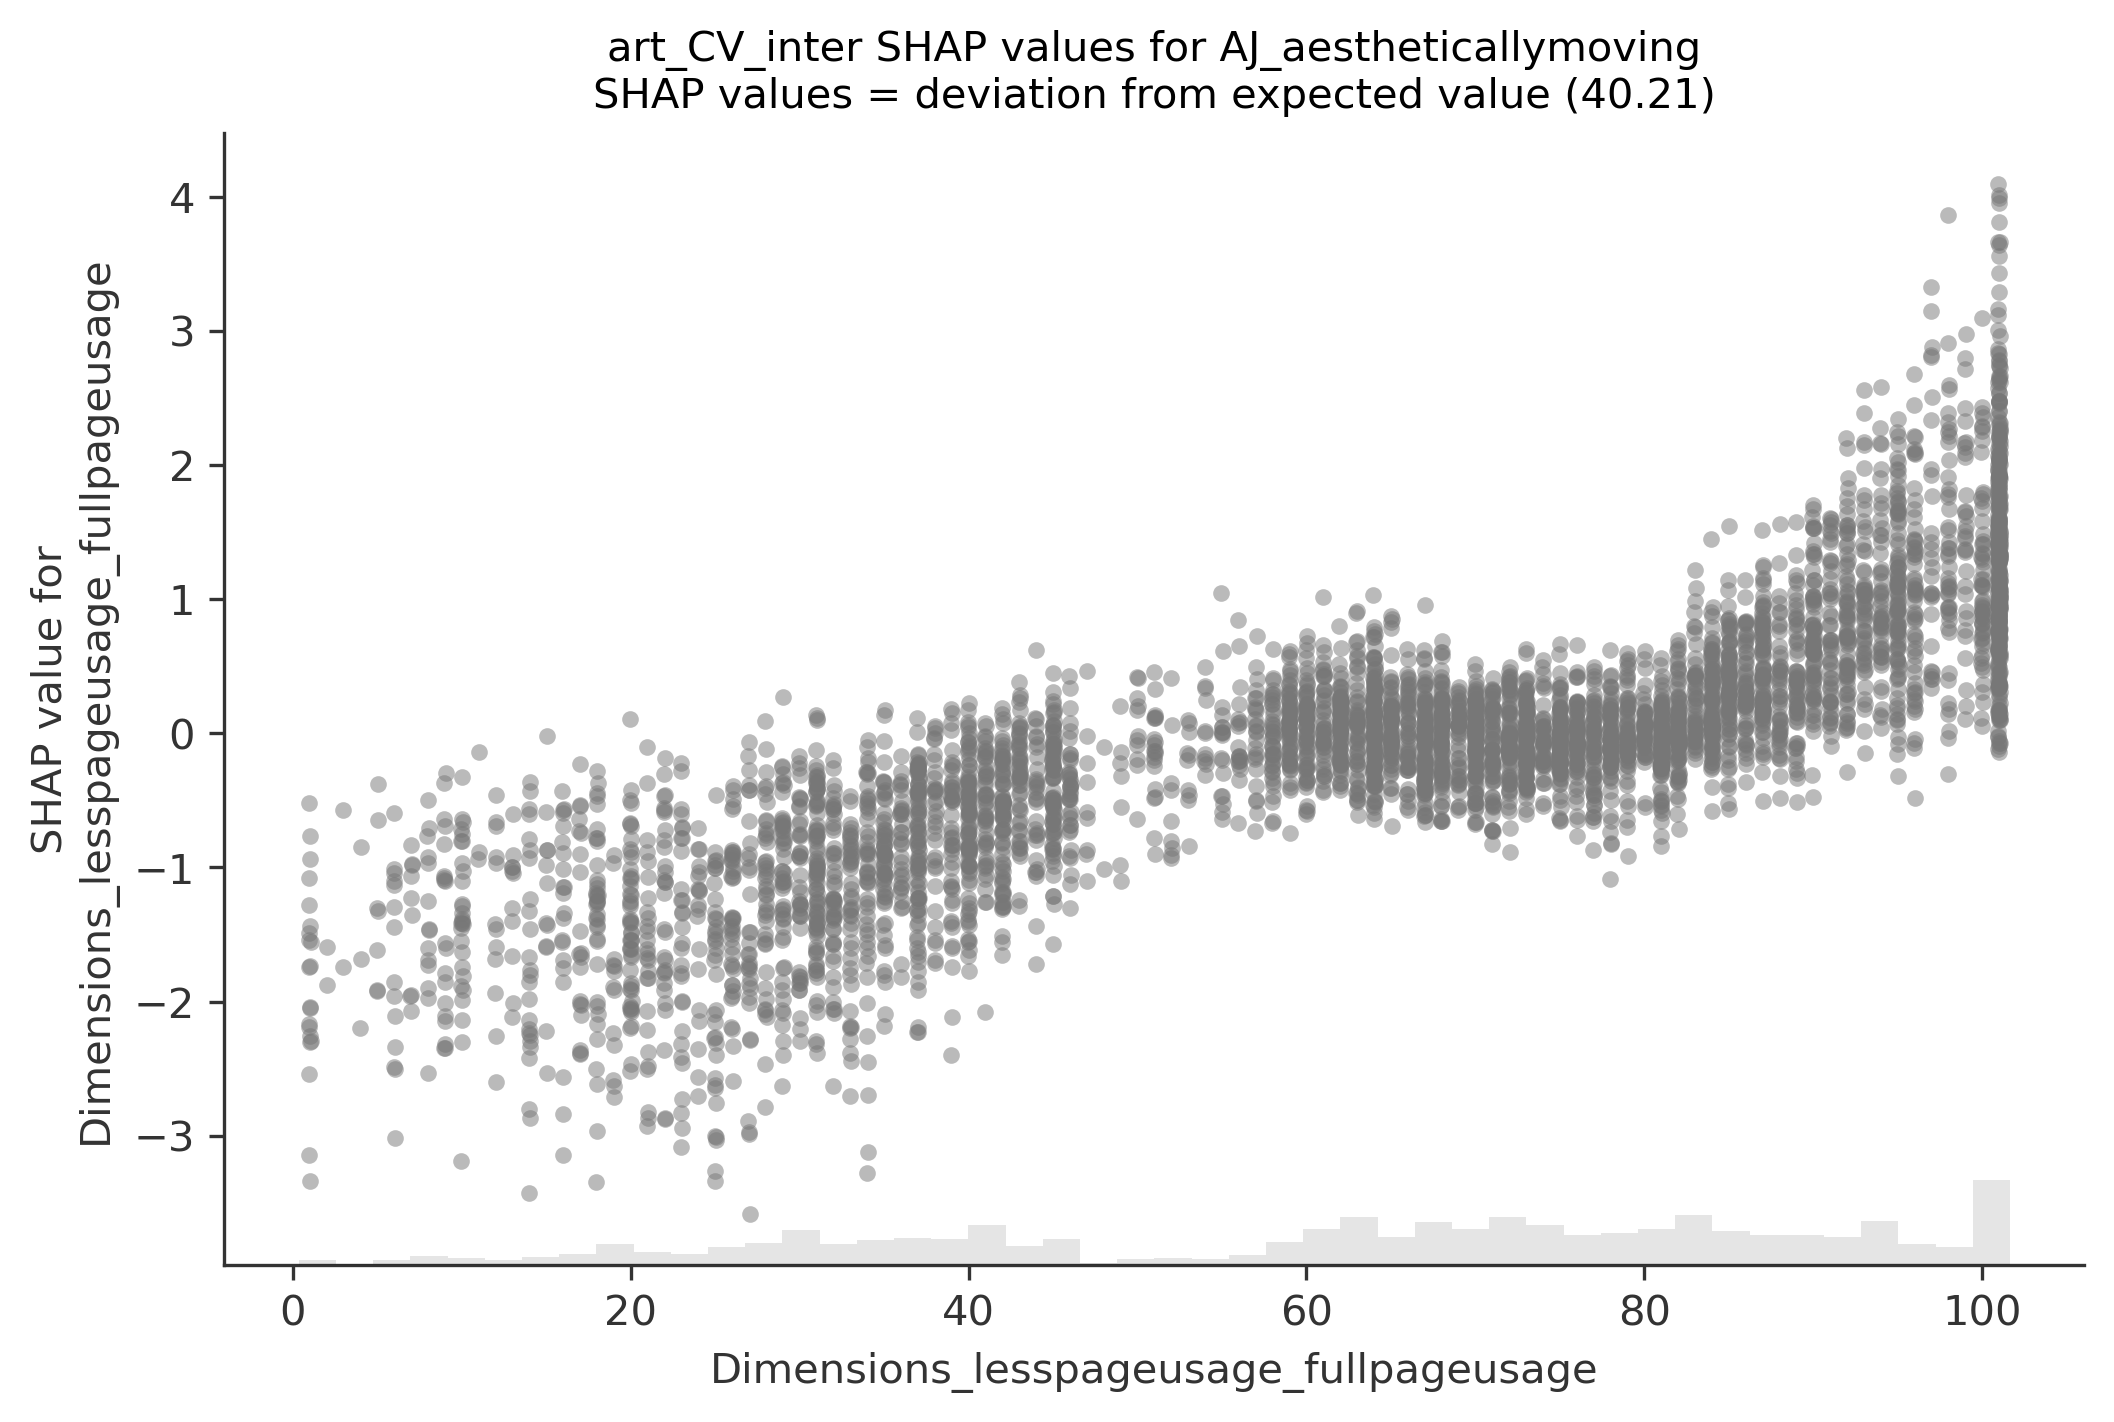 art_CV_inter SHAP values for AJ_aestheticallymoving
SHAP values = deviation from expected value (40.21)
SHAP value for
Dimensions_lesspageusage_fullpageusage
4
3
2
1
0
−1
−2
−3
0
20
40
60
80
100
Dimensions_lesspageusage_fullpageusage